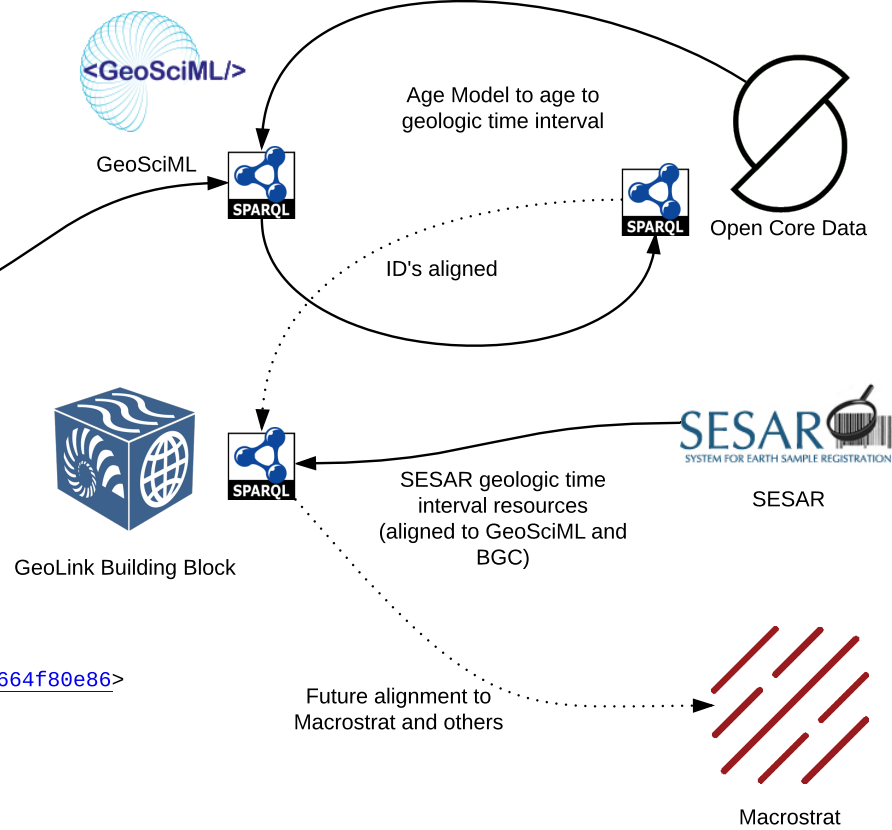 <GeoSciML/>
Age Model to age to
geologic time interval
GeoSciML
SPARQL
SPARQL
Open Core Data
ID's aligned
SESAR
SYSTEM FOR EARTH SAMPLE REGISTRATION
SPARQL
SESAR geologic time
interval resources
(aligned to GeoSciML and
BGC)
SESAR
GeoLink Building Block
664f80e86>
Future alignment to
Macrostrat and others
Macrostrat